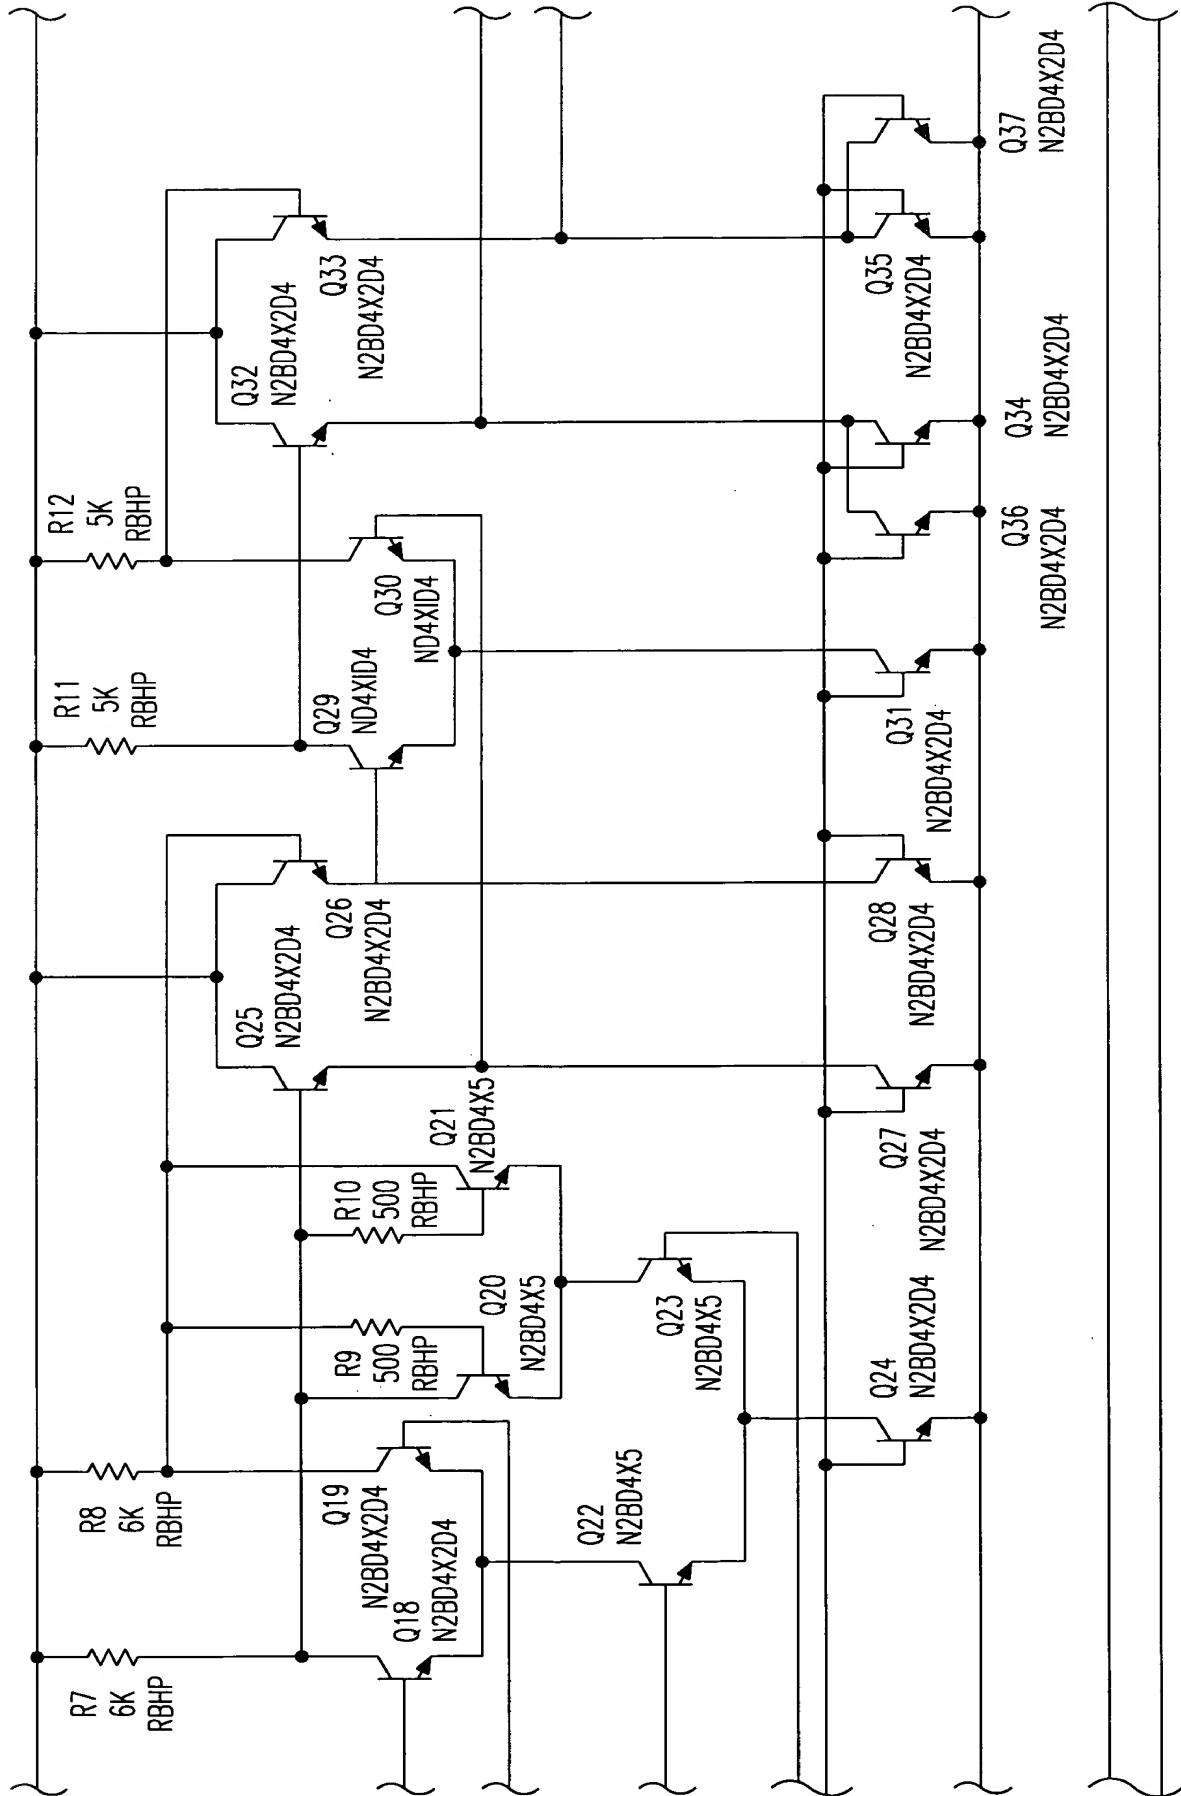 R7
6K
RBHP
R8
6K
RBHP
Q19
N2BD4X2D4
Q18
N2BD4X2D4
R9
500
RBHP
Q20
N2BD4X5
R10
500
RBHP
Q21
N2BD4X5
Q22
N2BD4X5
Q23
N2BD4X5
Q24
N2BD4X2D4
Q25
N2BD4X2D4
Q26
N2BD4X2D4
Q27
N2BD4X2D4
Q28
N2BD4X2D4
R11
5K
RBHP
R12
5K
RBHP
Q29
ND4XID4
Q30
ND4XID4
Q31
N2BD4X2D4
Q32
N2BD4X2D4
Q33
N2BD4X2D4
Q36
N2BD4X2D4
Q34
N2BD4X2D4
Q35
N2BD4X2D4
Q37
N2BD4X2D4